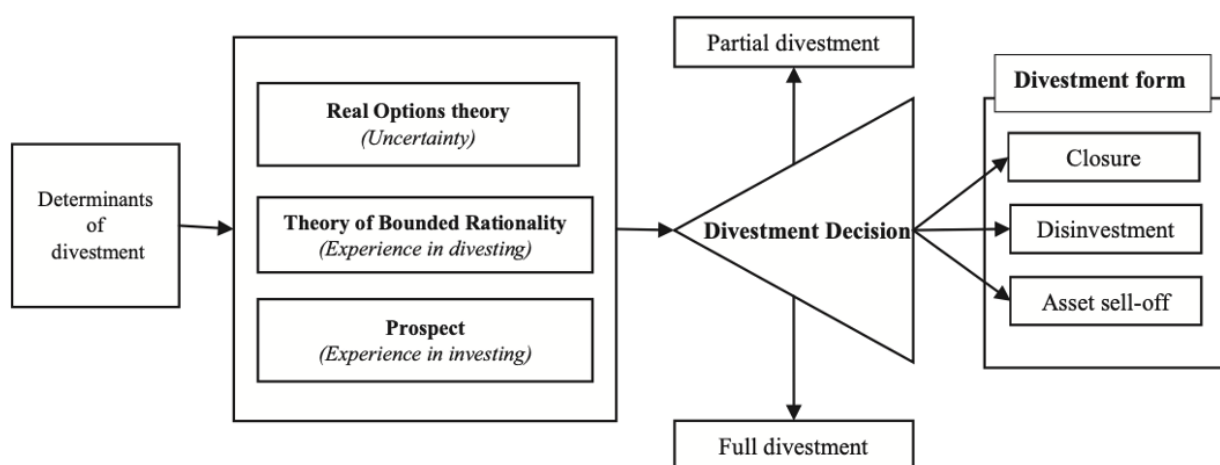 Determinants
of
divestment
Real Options theory
(Uncertainty)
Theory of Bounded Rationality
(Experience in divesting)
Prospect
(Experience in investing)
Partial divestment
Divestment Decision
Full divestment
Divestment form
Closure
Disinvestment
Asset sell-off